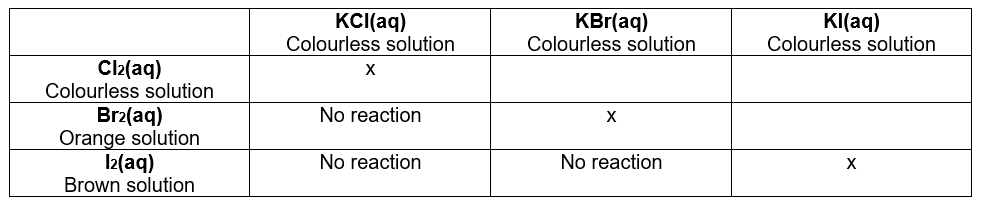 KCl(aq) KBr(aq) KI(aq)
Colourless solution Colourless solution Colourless solution
Cl₂(aq) x
Colourless solution
Br₂(aq) No reaction x
Orange solution
I₂(aq) No reaction No reaction x
Brown solution